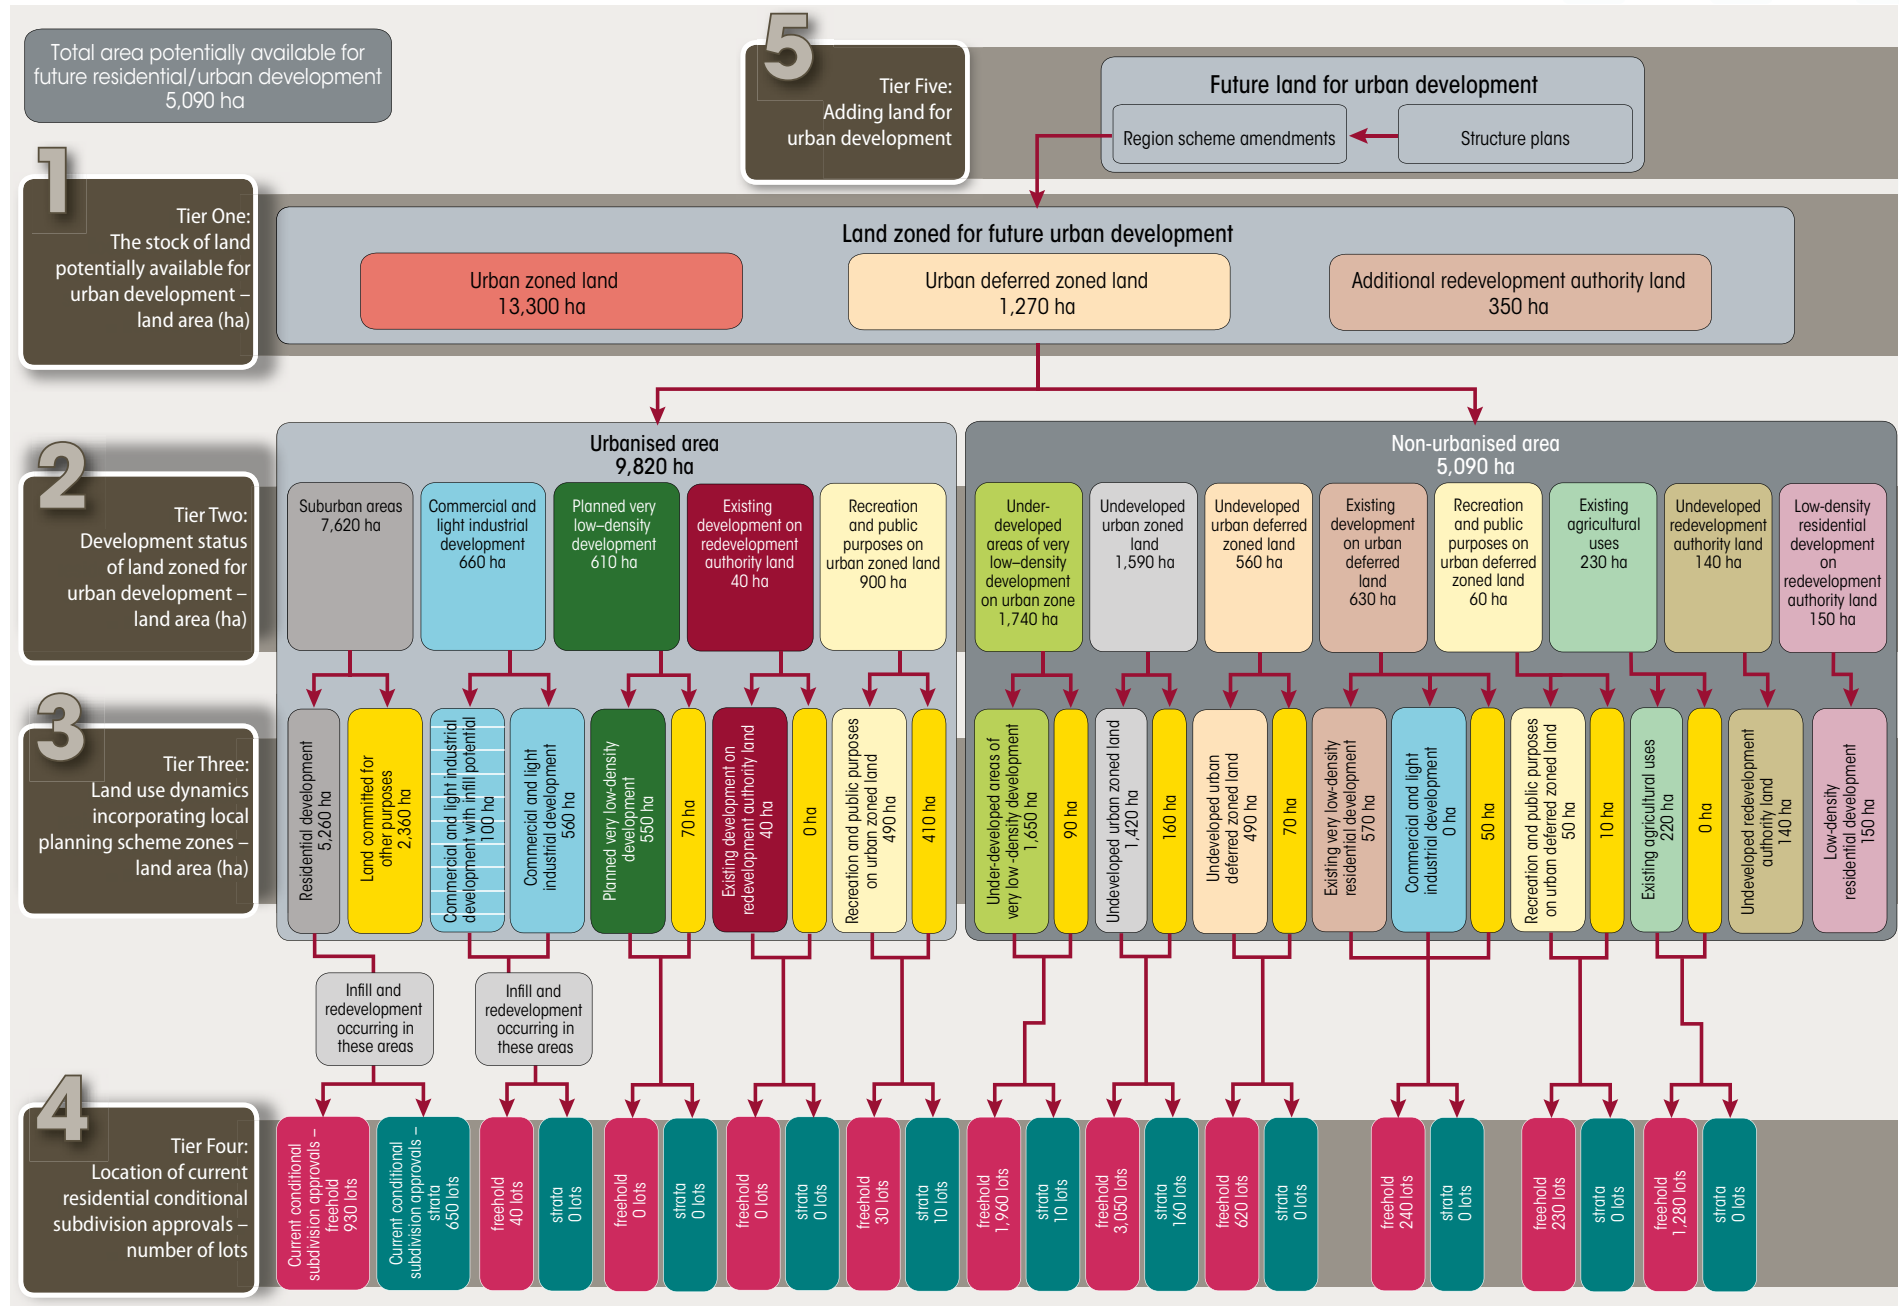 Total area potentially available for
future residential/urban development
5,090 ha
5
Tier Five:
Adding land for
urban development
Future land for urban development
Region scheme amendments
Structure plans
1
Tier One:
The stock of land
potentially available for
urban development –
land area (ha)
Land zoned for future urban development
Urban zoned land
13,300 ha
Urban deferred zoned land
1,270 ha
Additional redevelopment authority land
350 ha
2
Tier Two:
Development status
of land zoned for
urban development –
land area (ha)
Urbanised area
9,820 ha
Suburban areas
7,620 ha
Commercial and
light industrial
development
660 ha
Planned very
low–density
development
610 ha
Existing
development on
redevelopment
authority land
40 ha
Recreation
and public
purposes on
urban zoned land
900 ha
Non-urbanised area
5,090 ha
Under-
developed
areas of very
low–density
development
on urban zone
1,740 ha
Undeveloped
urban zoned
land
1,590 ha
Undeveloped
urban deferred
zoned land
560 ha
Existing
development
on urban
deferred
land
630 ha
Recreation
and public
purposes on
urban deferred
zoned land
60 ha
Existing
agricultural
uses
230 ha
Undeveloped
redevelopment
authority land
140 ha
Low-density
residential
development
on
redevelopment
authority land
150 ha
3
Tier Three:
Land use dynamics
incorporating local
planning scheme zones –
land area (ha)
Residential development
5,260 ha
Land committed for
other purposes
2,360 ha
Commercial and light industrial
development with infill potential
100 ha
Commercial and light
industrial development
560 ha
Planned very low-density
development
550 ha
70 ha
Existing development on
redevelopment authority land
40 ha
0 ha
Recreation and public purposes
on urban zoned land
490 ha
410 ha
Under-developed areas of
very low -density development
1,650 ha
90 ha
Undeveloped urban zoned land
1,420 ha
160 ha
Undeveloped urban
deferred zoned land
490 ha
70 ha
Existing very low-density
residential development
570 ha
Commercial and light
industrial development
0 ha
50 ha
Recreation and public purposes
on urban deferred zoned land
50 ha
10 ha
Existing agricultural uses
220 ha
0 ha
Undeveloped redevelopment
authority land
140 ha
Low-density
residential development
150 ha
Infill and
redevelopment
occurring in
these areas
Infill and
redevelopment
occurring in
these areas
4
Tier Four:
Location of current
residential conditional
subdivision approvals –
number of lots
Current conditional
subdivision approvals –
freehold
930 lots
Current conditional
subdivision approvals –
strata
650 lots
freehold
40 lots
strata
0 lots
freehold
0 lots
strata
0 lots
freehold
0 lots
strata
0 lots
freehold
30 lots
strata
10 lots
freehold
1,960 lots
strata
10 lots
freehold
3,050 lots
strata
160 lots
freehold
620 lots
strata
0 lots
freehold
240 lots
strata
0 lots
freehold
230 lots
strata
0 lots
freehold
1,280 lots
strata
0 lots